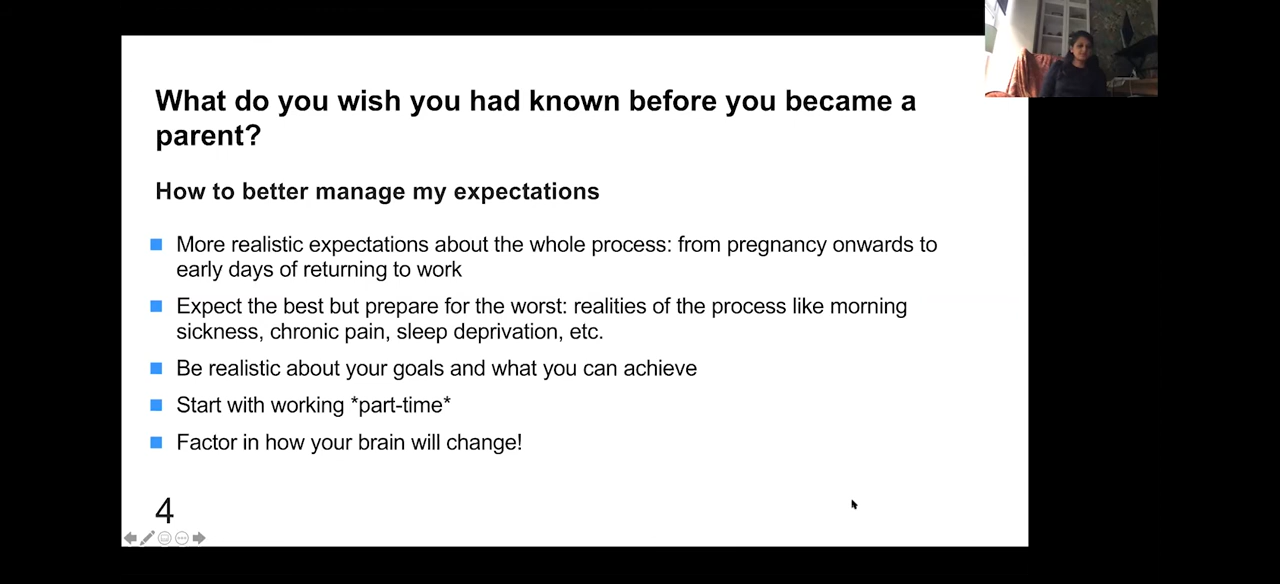 What do you wish you had known before you became a
parent?
How to better manage my expectations
More realistic expectations about the whole process: from pregnancy onwards to
early days of returning to work
Expect the best but prepare for the worst: realities of the process like morning
sickness, chronic pain, sleep deprivation, etc.
Be realistic about your goals and what you can achieve
Start with working *part-time*
Factor in how your brain will change!
4